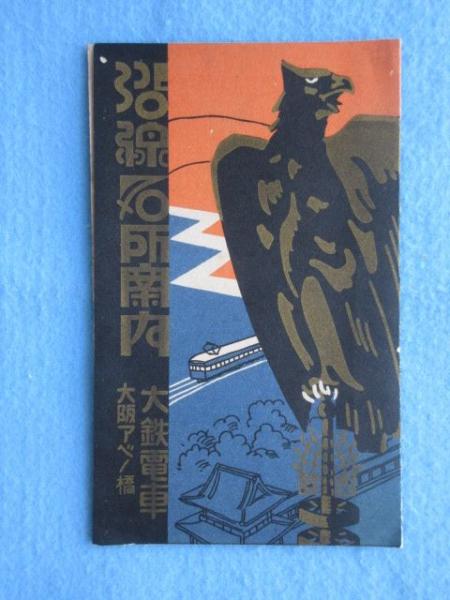 沿線名所案内
大鉄電車
大阪アベノ橋